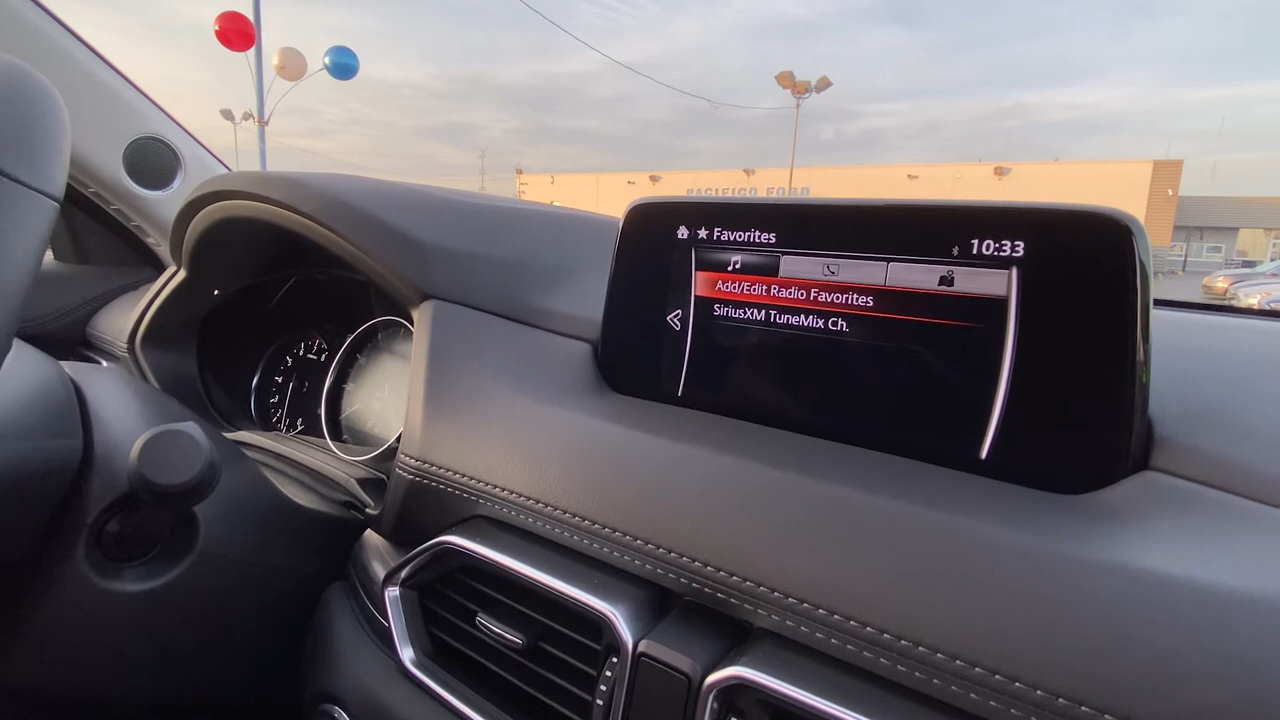 PACIFICO FORD
Favorites
10:33
Add/Edit Radio Favorites
SiriusXM TuneMix Ch.